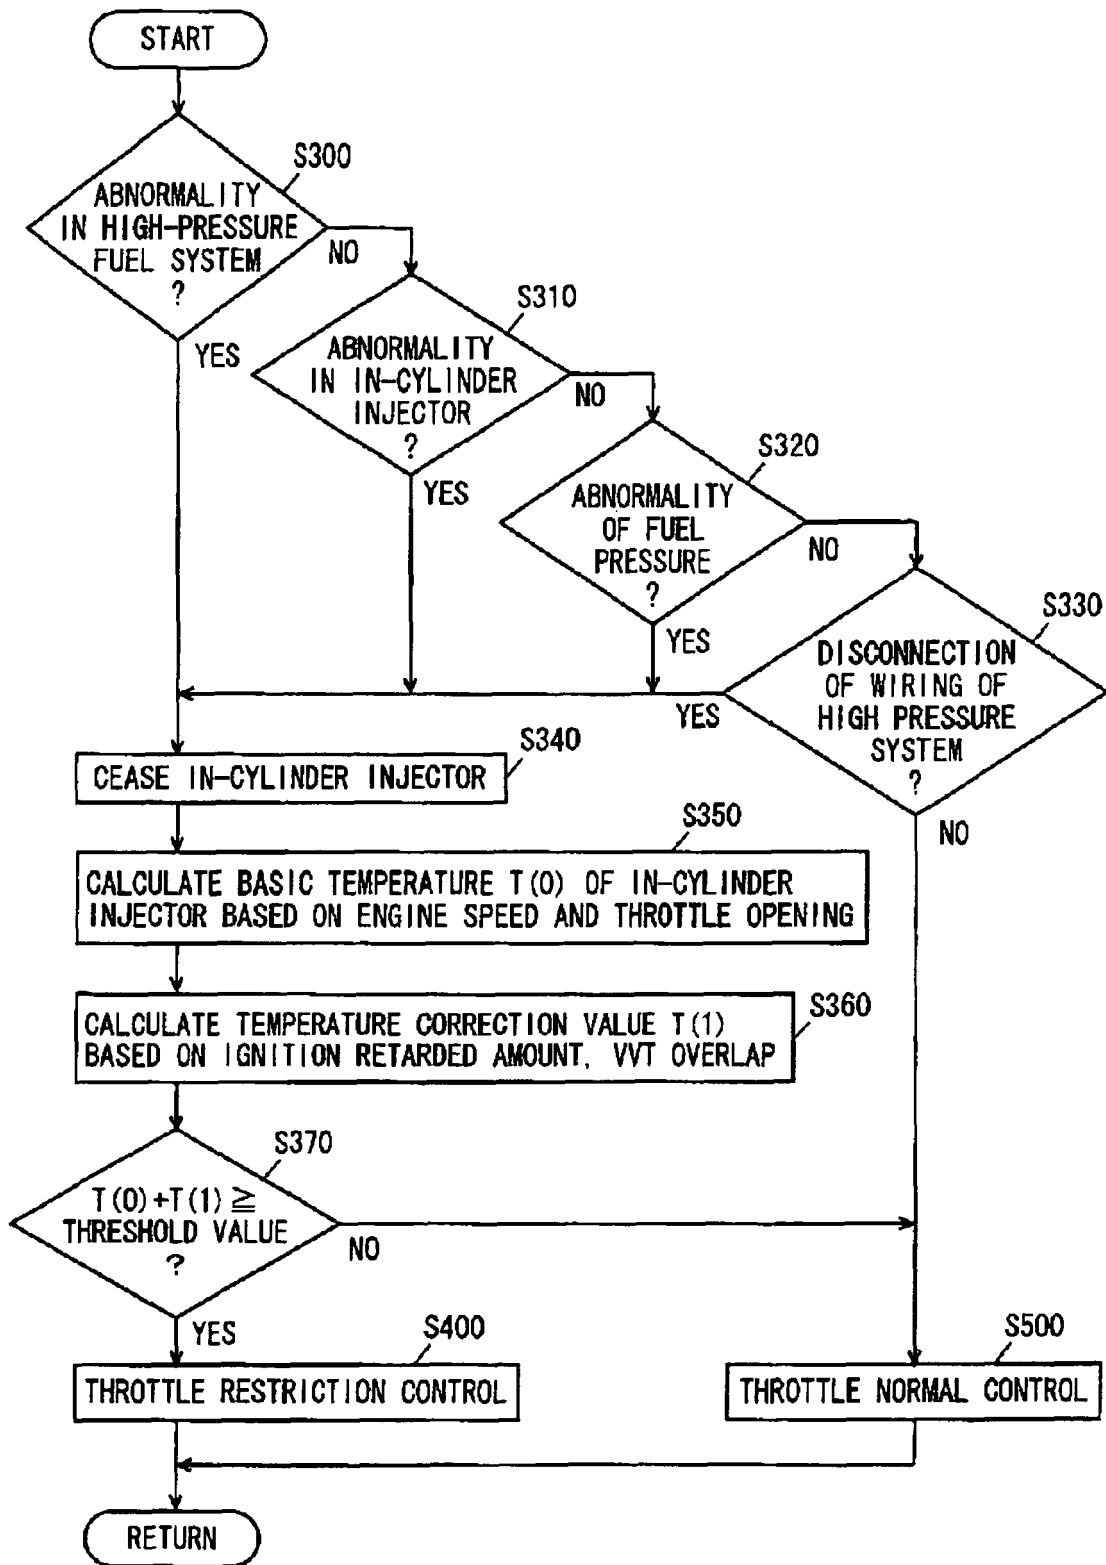 START
S300
ABNORMALITY
IN HIGH-PRESSURE
FUEL SYSTEM
?
NO
YES
S310
ABNORMALITY
IN IN-CYLINDER
INJECTOR
?
NO
YES
S320
ABNORMALITY
OF FUEL
PRESSURE
?
NO
YES
S330
DISCONNECTION
OF WIRING OF
HIGH PRESSURE
SYSTEM
?
YES
NO
S340
CEASE IN-CYLINDER INJECTOR
S350
CALCULATE BASIC TEMPERATURE T(0) OF IN-CYLINDER
INJECTOR BASED ON ENGINE SPEED AND THROTTLE OPENING
S360
CALCULATE TEMPERATURE CORRECTION VALUE T(1)
BASED ON IGNITION RETARDED AMOUNT, VVT OVERLAP
S370
T(0)+T(1)≧
THRESHOLD VALUE
?
NO
YES
S400
THROTTLE RESTRICTION CONTROL
S500
THROTTLE NORMAL CONTROL
RETURN